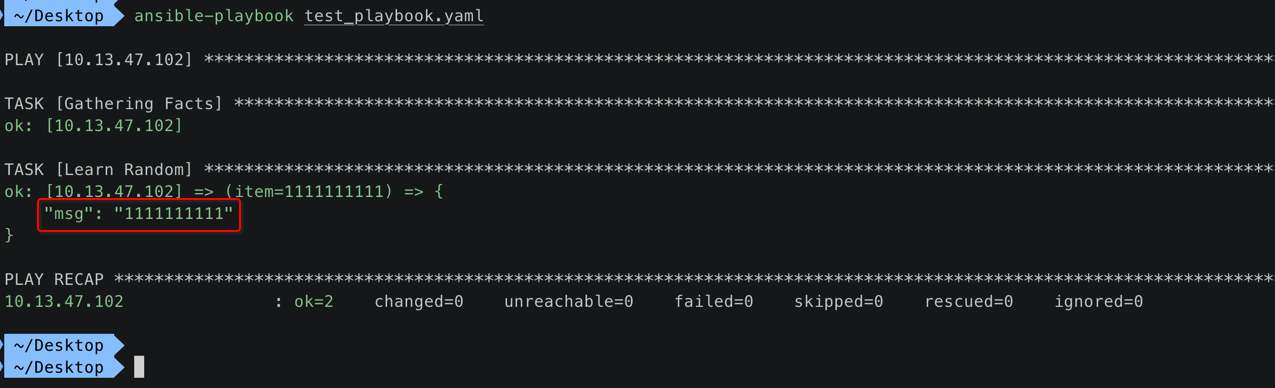 ~/Desktop
~/Desktop ansible-playbook test_playbook.yaml
PLAY [10.13.47.102] ***********************************************************************************************************
TASK [Gathering Facts] ********************************************************************************************************
ok: [10.13.47.102]
TASK [Learn Random] ***********************************************************************************************************
ok: [10.13.47.102] => (item=1111111111) => {
"msg": "1111111111"
}
PLAY RECAP ********************************************************************************************************************
10.13.47.102 : ok=2 changed=0 unreachable=0 failed=0 skipped=0 rescued=0 ignored=0
~/Desktop
~/Desktop